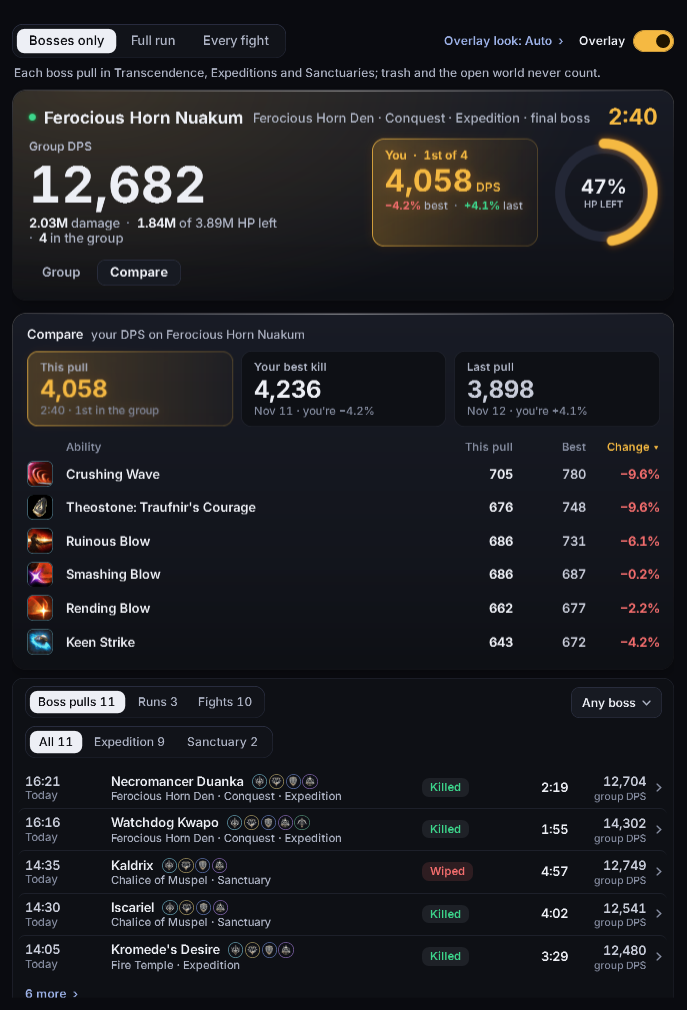 Bosses only Full run Every fight Overlay look: Auto › Overlay
Each boss pull in Transcendence, Expeditions and Sanctuaries; trash and the open world never count.
Ferocious Horn Nuakum Ferocious Horn Den · Conquest · Expedition · final boss 2:40
Group DPS
12,682
2.03M damage · 1.84M of 3.89M HP left
· 4 in the group
You · 1st of 4
4,058 DPS
−4.2% best · +4.1% last
47%
HP LEFT
Group Compare
Compare your DPS on Ferocious Horn Nuakum
This pull
4,058
2:40 · 1st in the group
Your best kill
4,236
Nov 11 · you're −4.2%
Last pull
3,898
Nov 12 · you're +4.1%
Ability This pull Best Change ▾
Crushing Wave 705 780 −9.6%
Theostone: Traufnir's Courage 676 748 −9.6%
Ruinous Blow 686 731 −6.1%
Smashing Blow 686 687 −0.2%
Rending Blow 662 677 −2.2%
Keen Strike 643 672 −4.2%
Boss pulls 11 Runs 3 Fights 10 Any boss
All 11 Expedition 9 Sanctuary 2
16:21 Necromancer Duanka Killed 2:19 12,704 ›
Today Ferocious Horn Den · Conquest · Expedition group DPS
16:16 Watchdog Kwapo Killed 1:55 14,302 ›
Today Ferocious Horn Den · Conquest · Expedition group DPS
14:35 Kaldrix Wiped 4:57 12,749 ›
Today Chalice of Muspel · Sanctuary group DPS
14:30 Iscariel Killed 4:02 12,541 ›
Today Chalice of Muspel · Sanctuary group DPS
14:05 Kromede's Desire Killed 3:29 12,480 ›
Today Fire Temple · Expedition group DPS
6 more ›